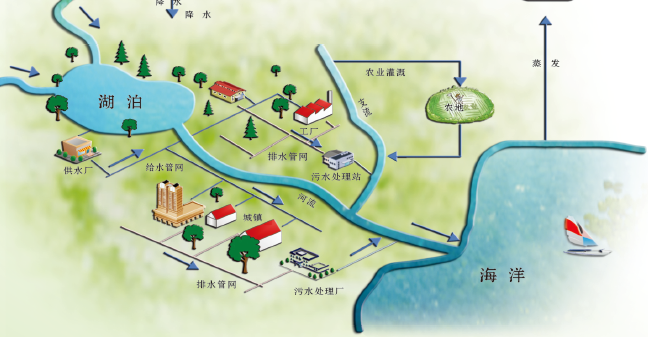 降 水
降 水
农业灌溉
蒸 发
支流
农地
湖 泊
工厂
供水厂
给水管网
排水管网
污水处理站
河流
城镇
海 洋
排水管网
污水处理厂